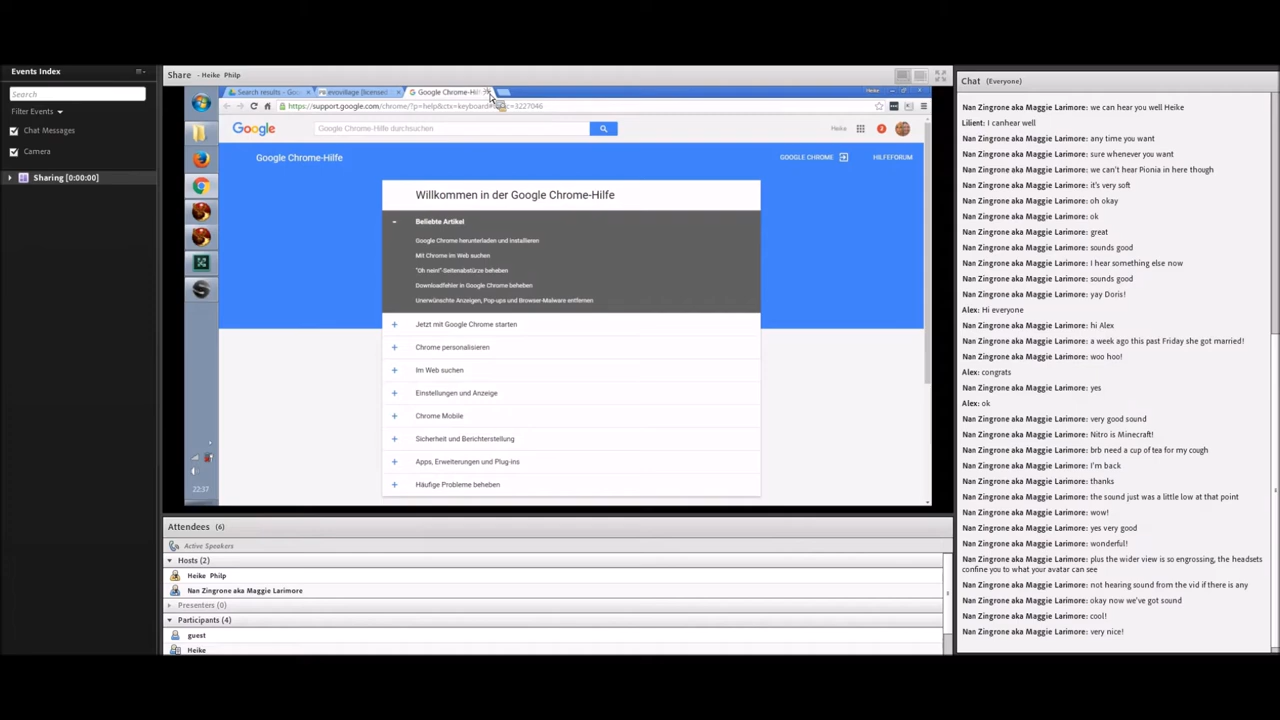 Events Index
Search
Filter Events
Chat Messages
Camera
Sharing [0:00:00]
Share - Heike Philp
Search results - Goo
evovillage [license
Google Chrome-Hil
Heike
https://support.google.com/chrome/?p=help&ctx=keyboard
=3227046
Google
Google Chrome-Hilfe durchsuchen
Heike
Google Chrome-Hilfe
GOOGLE CHROME
HILFEFORUM
Willkommen in der Google Chrome-Hilfe
Beliebte Artikel
Google Chrome herunterladen und installieren
Mit Chrome im Web suchen
"Oh nein!"-Seitenabstürze beheben
Downloadfehler in Google Chrome beheben
Unerwünschte Anzeigen, Pop-ups und Browser-Malware entfernen
Jetzt mit Google Chrome starten
Chrome personalisieren
Im Web suchen
Einstellungen und Anzeige
Chrome Mobile
Sicherheit und Berichterstellung
Apps, Erweiterungen und Plug-ins
Häufige Probleme beheben
22:37
Attendees (6)
Active Speakers
Hosts (2)
Heike Philp
Nan Zingrone aka Maggie Larimore
Presenters (0)
Participants (4)
guest
Heike
Chat (Everyone)
Nan Zingrone aka Maggie Larimore: we can hear you well Heike
Lilient: I canhear well
Nan Zingrone aka Maggie Larimore: any time you want
Nan Zingrone aka Maggie Larimore: sure whenever you want
Nan Zingrone aka Maggie Larimore: we can't hear Pionia in here though
Nan Zingrone aka Maggie Larimore: it's very soft
Nan Zingrone aka Maggie Larimore: oh okay
Nan Zingrone aka Maggie Larimore: ok
Nan Zingrone aka Maggie Larimore: great
Nan Zingrone aka Maggie Larimore: sounds good
Nan Zingrone aka Maggie Larimore: I hear something else now
Nan Zingrone aka Maggie Larimore: sounds good
Nan Zingrone aka Maggie Larimore: yay Doris!
Alex: Hi everyone
Nan Zingrone aka Maggie Larimore: hi Alex
Nan Zingrone aka Maggie Larimore: a week ago this past Friday she got married!
Nan Zingrone aka Maggie Larimore: woo hoo!
Alex: congrats
Nan Zingrone aka Maggie Larimore: yes
Alex: ok
Nan Zingrone aka Maggie Larimore: very good sound
Nan Zingrone aka Maggie Larimore: Nitro is Minecraft!
Nan Zingrone aka Maggie Larimore: brb need a cup of tea for my cough
Nan Zingrone aka Maggie Larimore: I'm back
Nan Zingrone aka Maggie Larimore: thanks
Nan Zingrone aka Maggie Larimore: the sound just was a little low at that point
Nan Zingrone aka Maggie Larimore: wow!
Nan Zingrone aka Maggie Larimore: yes very good
Nan Zingrone aka Maggie Larimore: wonderful!
Nan Zingrone aka Maggie Larimore: plus the wider view is so engrossing, the headsets
confine you to what your avatar can see
Nan Zingrone aka Maggie Larimore: not hearing sound from the vid if there is any
Nan Zingrone aka Maggie Larimore: okay now we've got sound
Nan Zingrone aka Maggie Larimore: cool!
Nan Zingrone aka Maggie Larimore: very nice!